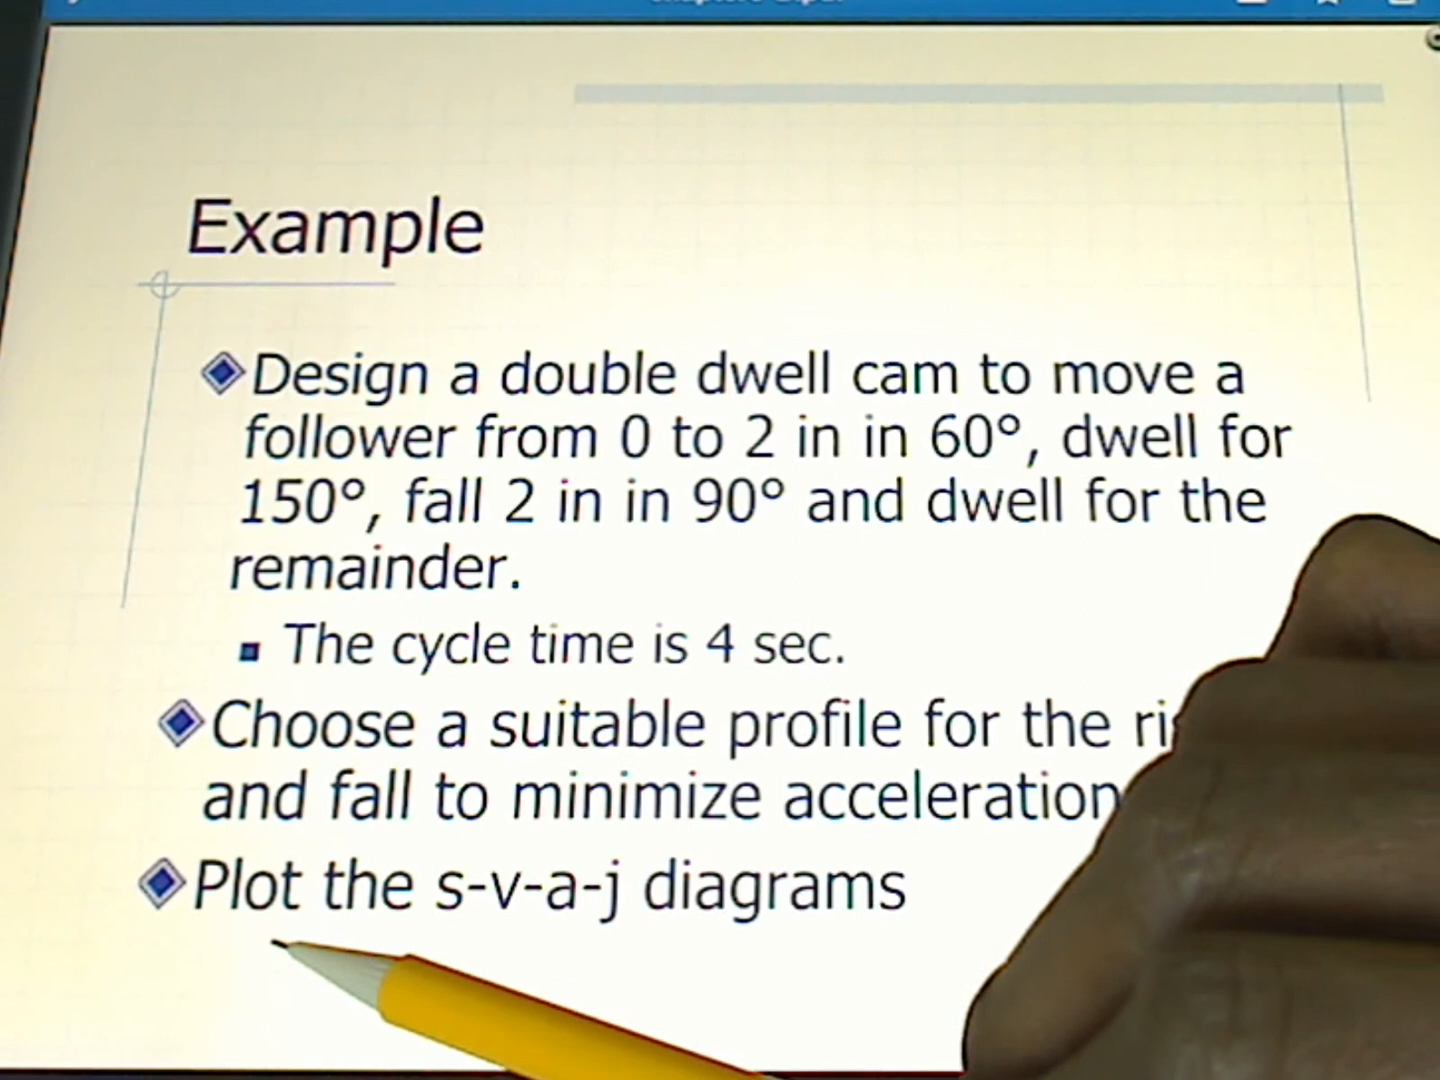 Example
Design a double dwell cam to move a
follower from 0 to 2 in in 60°, dwell for
150°, fall 2 in in 90° and dwell for the
remainder.
The cycle time is 4 sec.
Choose a suitable profile for the
and fall to minimize acceleration
Plot the s-v-a-j diagrams